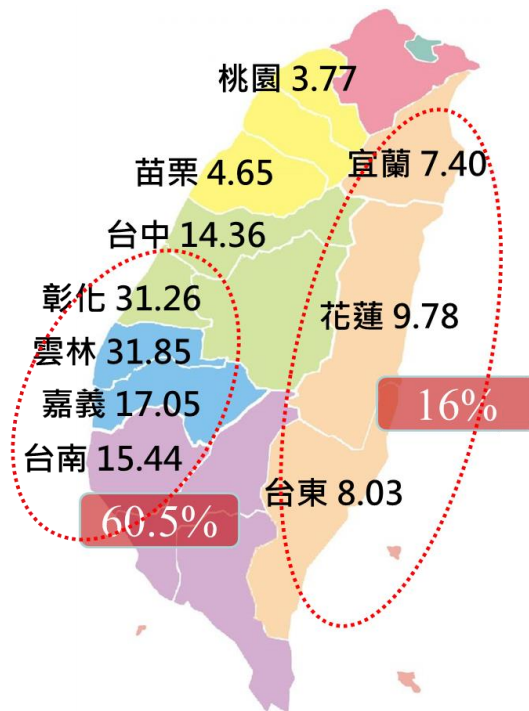 桃園 3.77
宜蘭 7.40
苗栗 4.65
台中 14.36
彰化 31.26
花蓮 9.78
雲林 31.85
嘉義 17.05
16%
台南 15.44
台東 8.03
60.5%